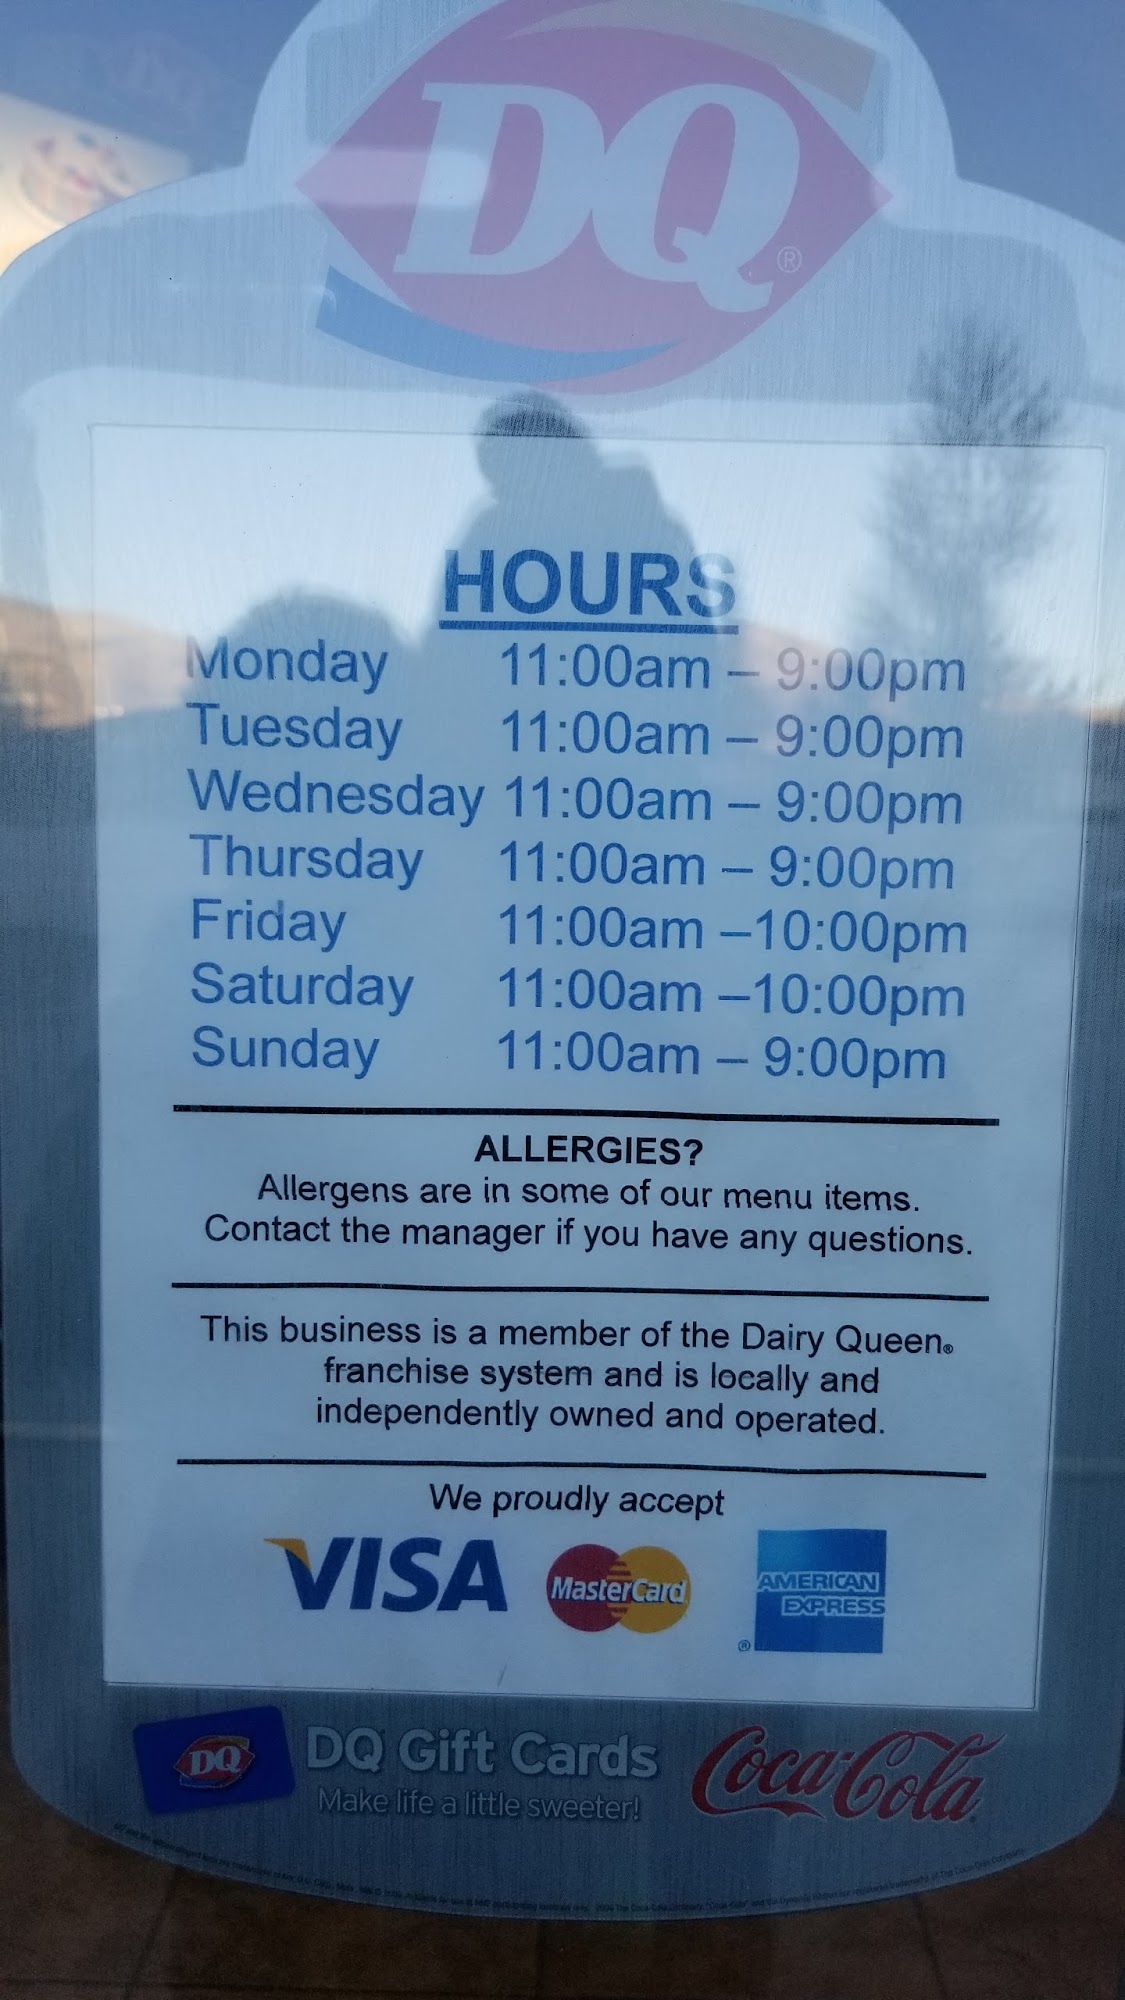 DQ®
HOURS
Monday 11:00am – 9:00pm
Tuesday 11:00am – 9:00pm
Wednesday 11:00am – 9:00pm
Thursday 11:00am – 9:00pm
Friday 11:00am –10:00pm
Saturday 11:00am –10:00pm
Sunday 11:00am – 9:00pm
ALLERGIES?
Allergens are in some of our menu items.
Contact the manager if you have any questions.
This business is a member of the Dairy Queen®
franchise system and is locally and
independently owned and operated.
We proudly accept
VISA MasterCard AMERICAN
EXPRESS®
DQ DQ Gift Cards Coca-Cola
Make life a little sweeter!